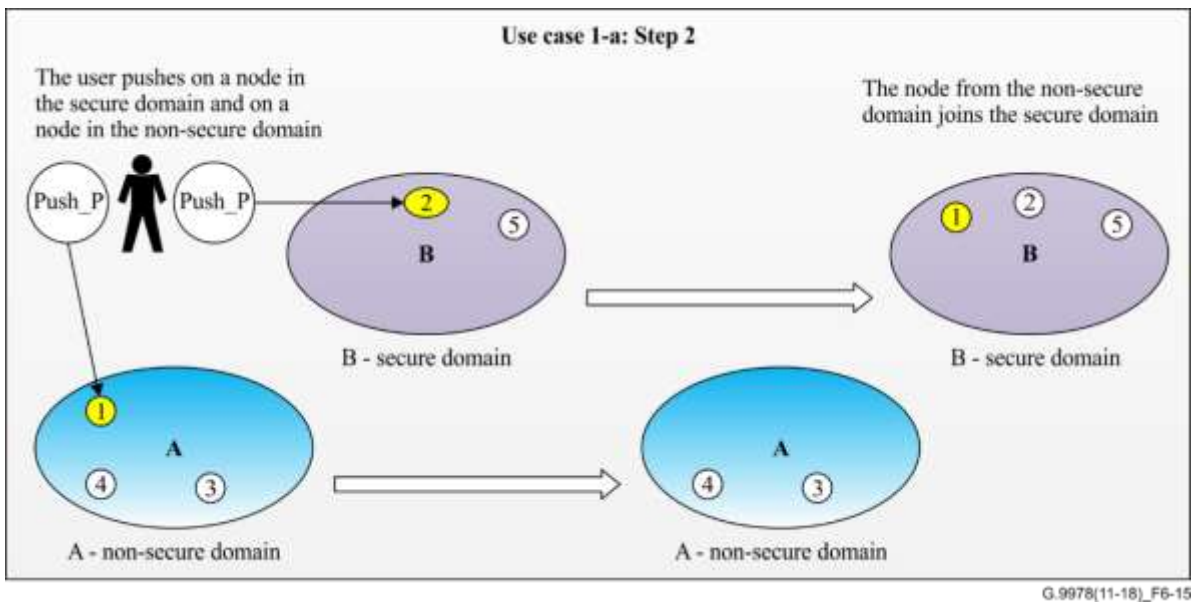 Use case 1-a: Step 2
The user pushes on a node in
the secure domain and on a
node in the non-secure domain
The node from the non-secure
domain joins the secure domain
Push_P
Push_P
2
5
B
B - secure domain
1
2
5
B
B - secure domain
1
A
4
3
A - non-secure domain
A
4
3
A - non-secure domain
G.9978(11-18)_F6-15